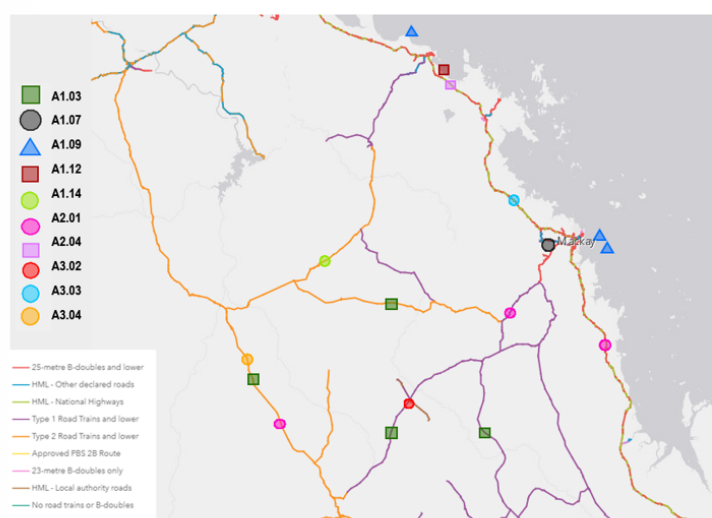 A1.03
A1.07
A1.09
A1.12
A1.14
A2.01
A2.04
A3.02
A3.03
A3.04
Mackay
25-metre B-doubles and lower
HML - Other declared roads
HML - National Highways
Type 1 Road Trains and lower
Type 2 Road Trains and lower
Approved PBS 2B Route
23-metre B-doubles only
HML - Local authority roads
No road trains or B-doubles